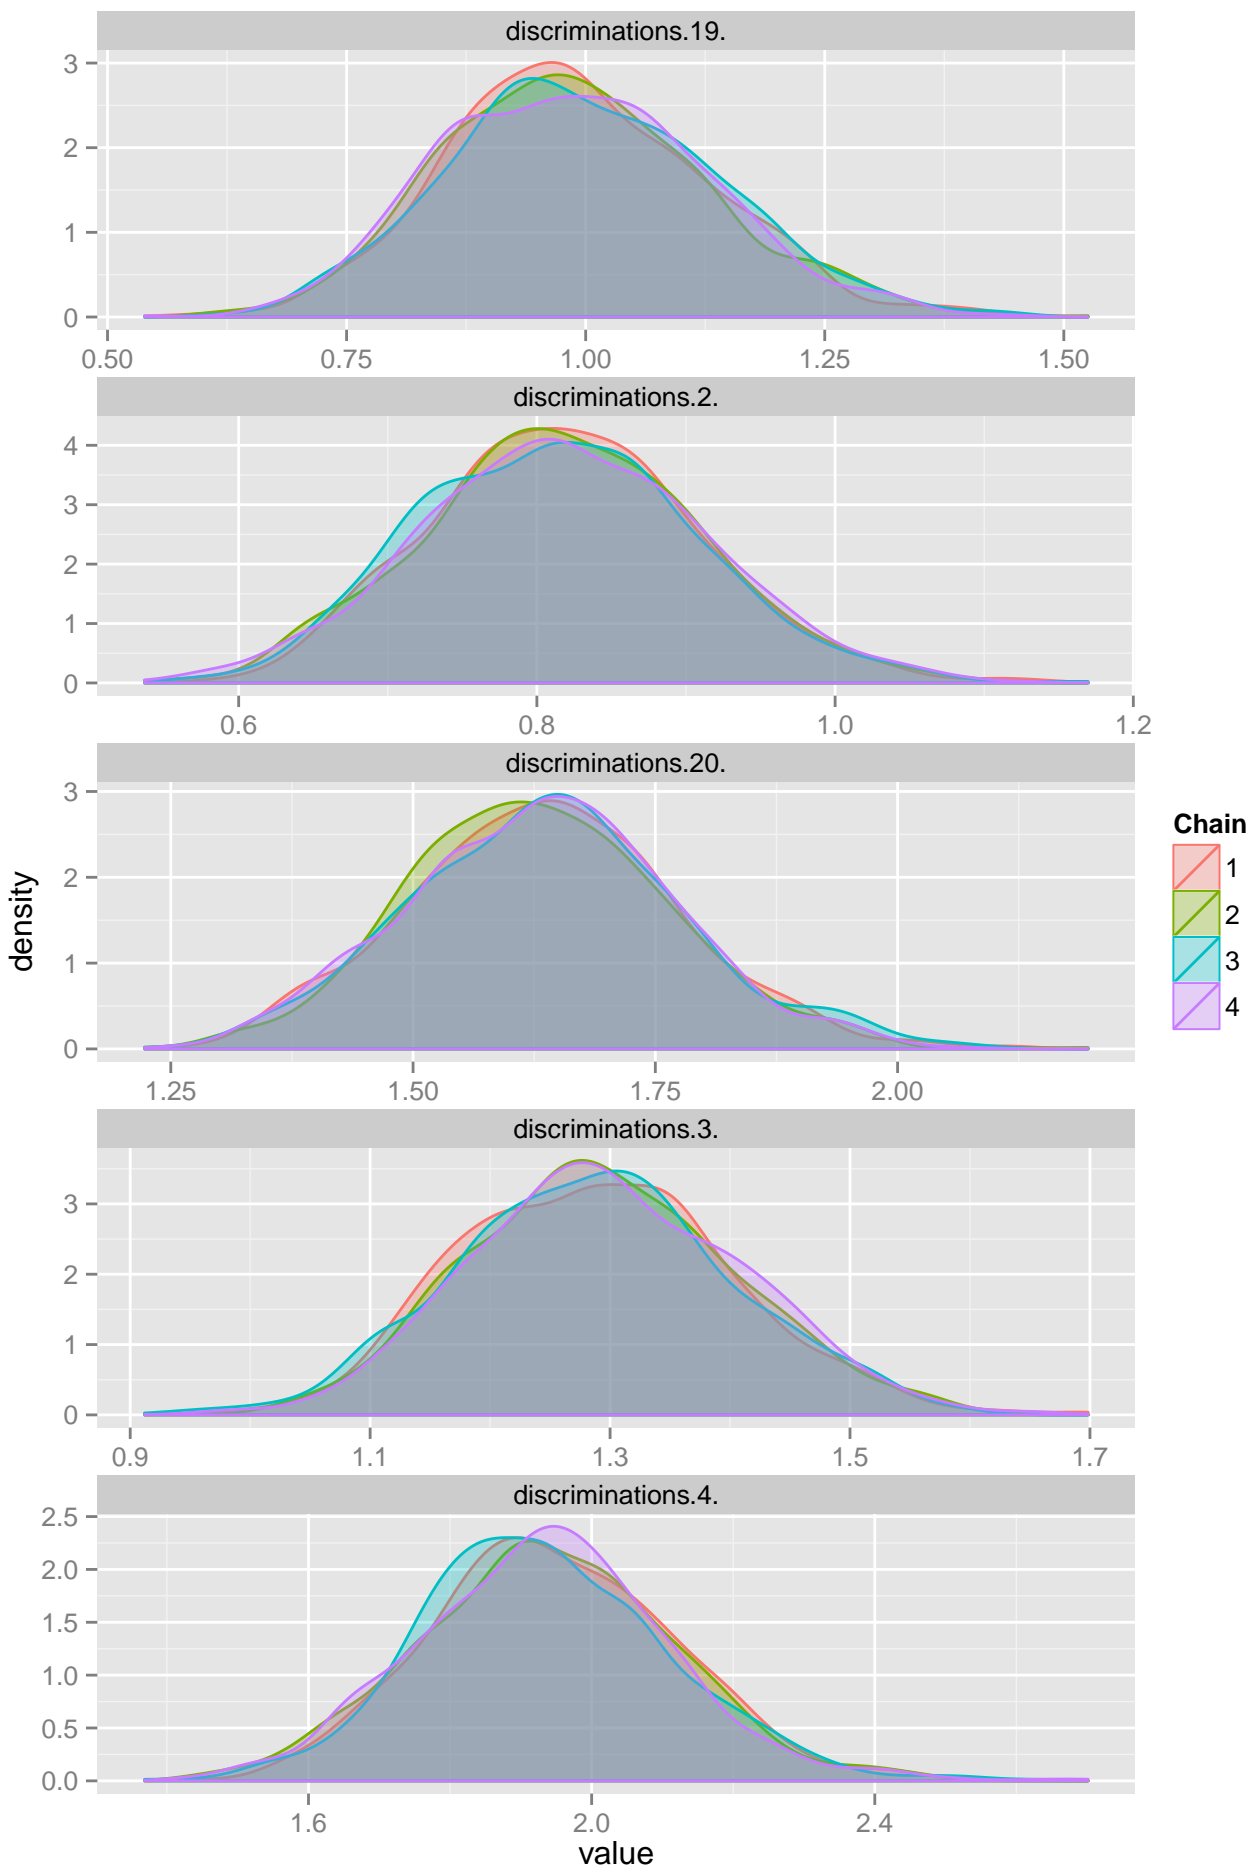 discriminations.19.
3
2
1
0
0.50 0.75 1.00 1.25 1.50
discriminations.2.
4
3
2
1
0
0.6 0.8 1.0 1.2
discriminations.20.
3
2
1
0
1.25 1.50 1.75 2.00
discriminations.3.
3
2
1
0
0.9 1.1 1.3 1.5 1.7
discriminations.4.
2.5
2.0
1.5
1.0
0.5
0.0
1.6 2.0 2.4
value
density
Chain
1
2
3
4